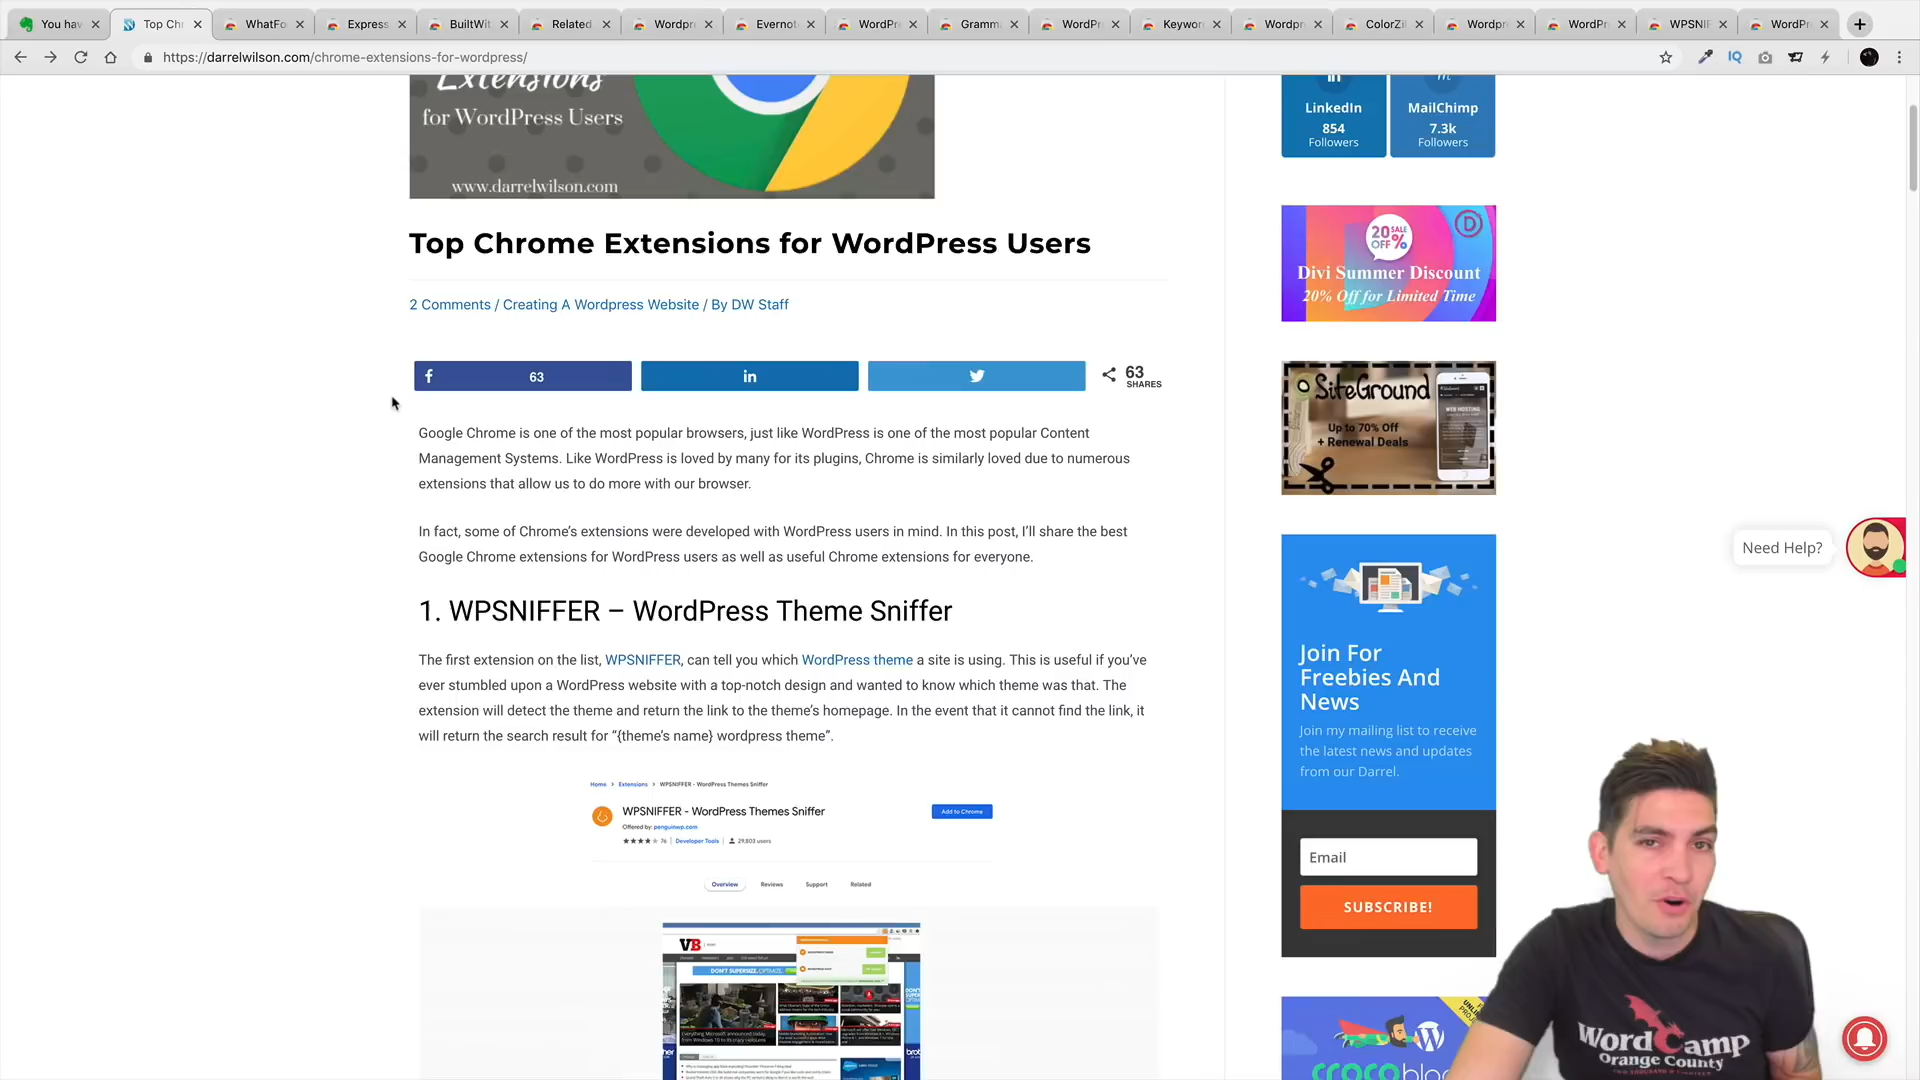 You hav
Top Chr
WhatFo
Express
BuiltWit
Related
Wordpr
Evernot
WordPr
Gramma
WordPr
Keywor
Wordpr
ColorZil
Wordpr
WordPr
WPSNIF
WordPr
https://darrelwilson.com/chrome-extensions-for-wordpress/
IQ
Extensions
for WordPress Users
www.darrelwilson.com
LinkedIn
854
Followers
MailChimp
7.3k
Followers
Top Chrome Extensions for WordPress Users
2 Comments / Creating A Wordpress Website / By DW Staff
63
in
63
SHARES
20 SALE
OFF %
D
Divi Summer Discount
20% Off for Limited Time
SiteGround
Up to 70% Off
+ Renewal Deals
WEB HOSTING
Google Chrome is one of the most popular browsers, just like WordPress is one of the most popular Content
Management Systems. Like WordPress is loved by many for its plugins, Chrome is similarly loved due to numerous
extensions that allow us to do more with our browser.
In fact, some of Chrome's extensions were developed with WordPress users in mind. In this post, I'll share the best
Google Chrome extensions for WordPress users as well as useful Chrome extensions for everyone.
Need Help?
1. WPSNIFFER – WordPress Theme Sniffer
The first extension on the list, WPSNIFFER, can tell you which WordPress theme a site is using. This is useful if you've
ever stumbled upon a WordPress website with a top-notch design and wanted to know which theme was that. The
extension will detect the theme and return the link to the theme's homepage. In the event that it cannot find the link, it
will return the search result for "{theme's name} wordpress theme".
Home > Extensions > WPSNIFFER - WordPress Themes Sniffer
WPSNIFFER - WordPress Themes Sniffer
Add to Chrome
Offered by: penguinwp.com
76 | Developer Tools | 29,803 users
Overview
Reviews
Support
Related
VB
DON'T SUPERSIZE. OPTIMIZE.
Join For
Freebies And
News
Join my mailing list to receive
the latest news and updates
from our Darrel.
Email
SUBSCRIBE!
crocoblo
WordCamp
Orange County